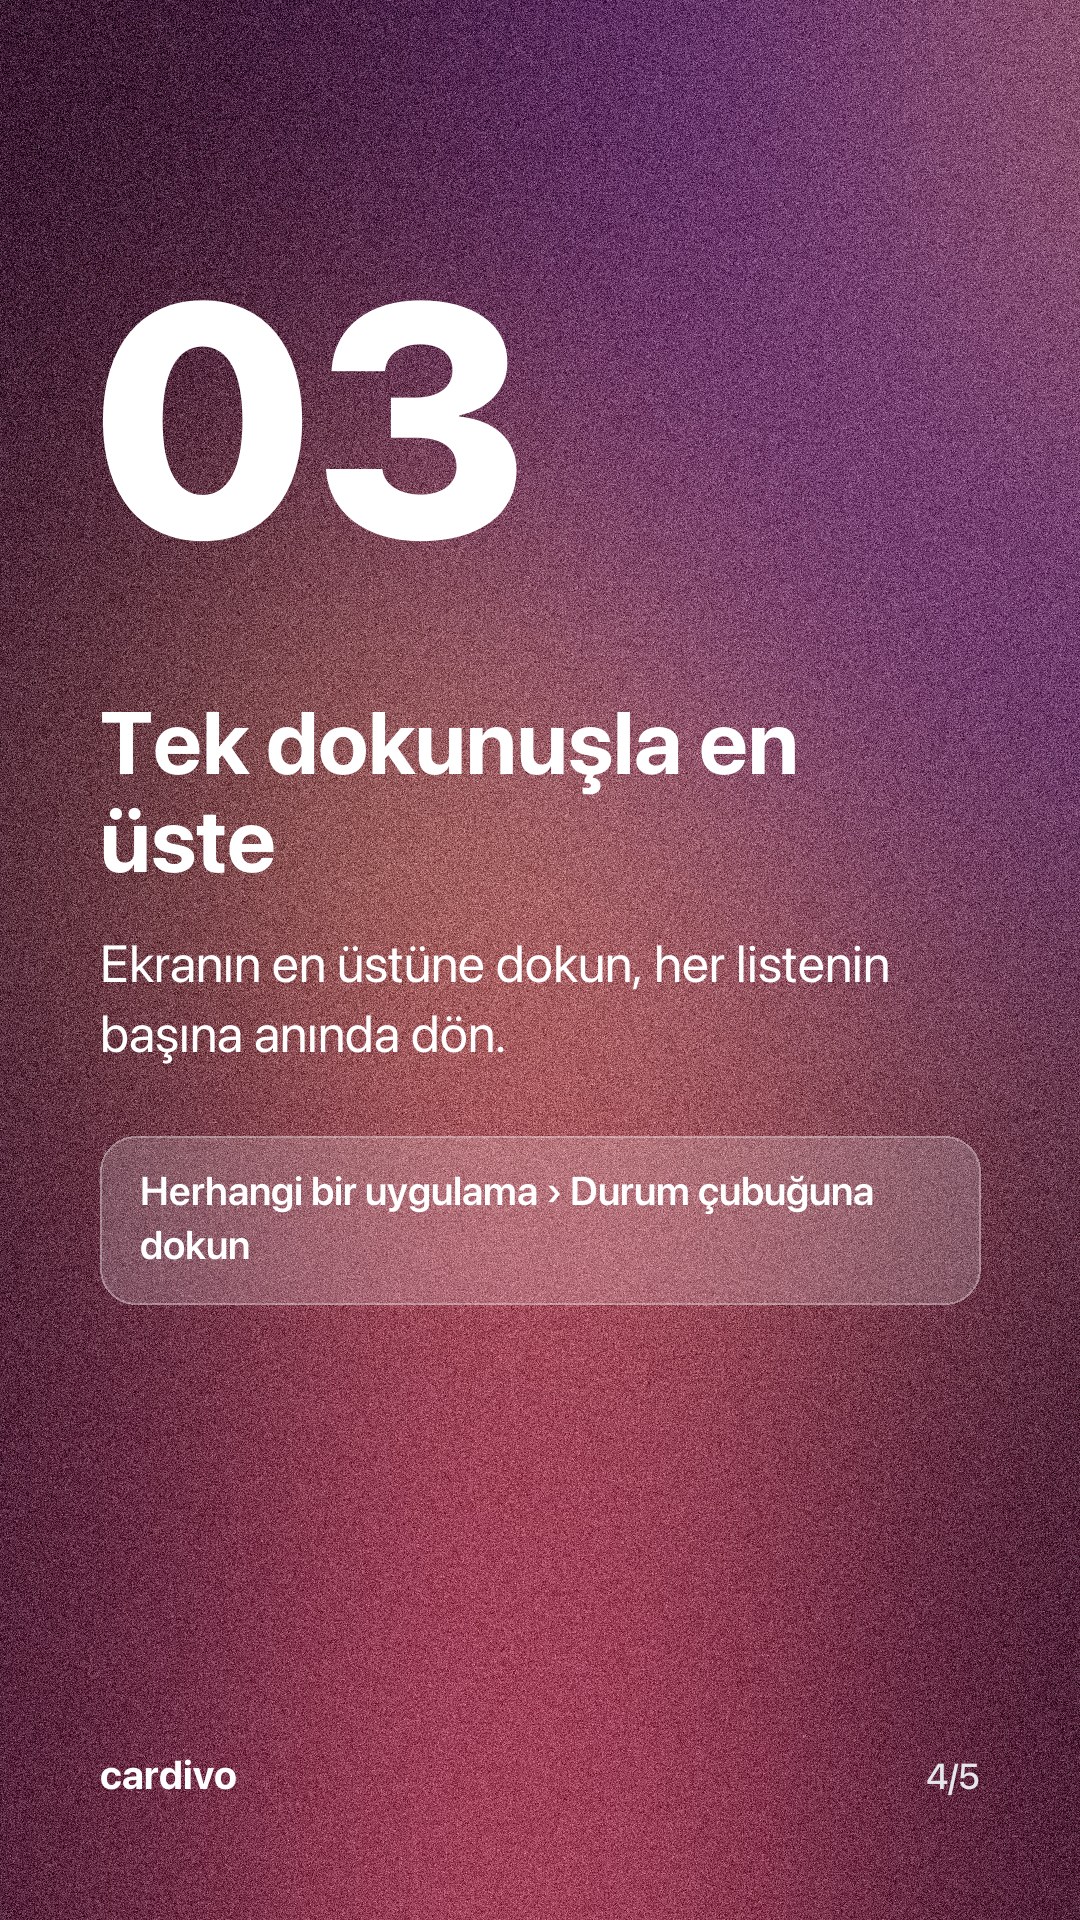 03
Tek dokunuşla en
üste
Ekranın en üstüne dokun, her listenin
başına anında dön.
Herhangi bir uygulama › Durum çubuğuna
dokun
cardivo
4/5